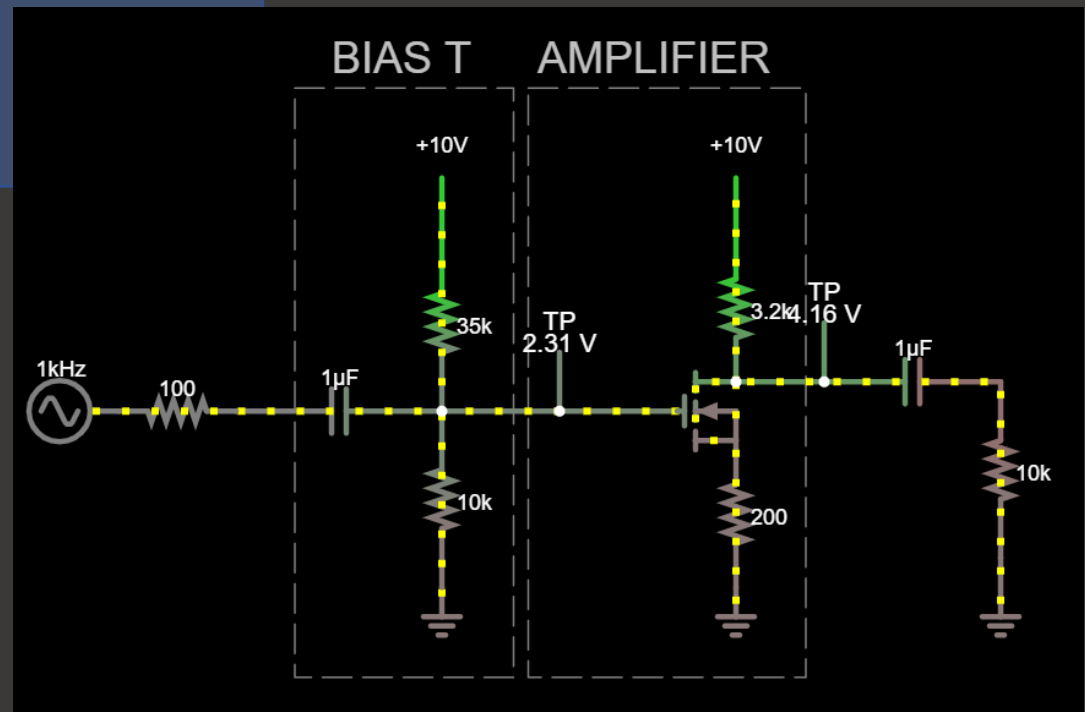 BIAS T
AMPLIFIER
+10V
+10V
35k
3.2k
TP
4.16 V
TP
2.31 V
1µF
1kHz
100
1µF
10k
200
10k